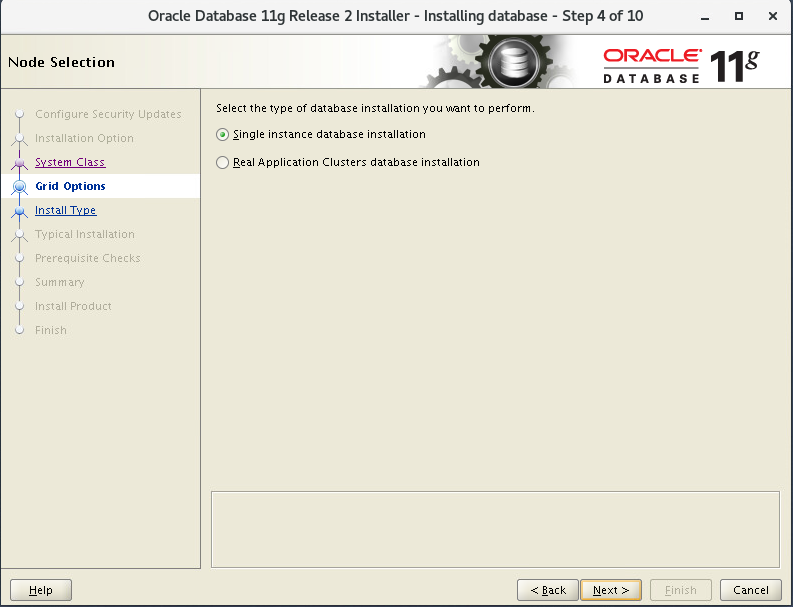 Oracle Database 11g Release 2 Installer - Installing database - Step 4 of 10
Node Selection
ORACLE®
DATABASE 11g
Configure Security Updates
Installation Option
System Class
Grid Options
Install Type
Typical Installation
Prerequisite Checks
Summary
Install Product
Finish
Select the type of database installation you want to perform.
Single instance database installation
Real Application Clusters database installation
Help
< Back
Next >
Finish
Cancel